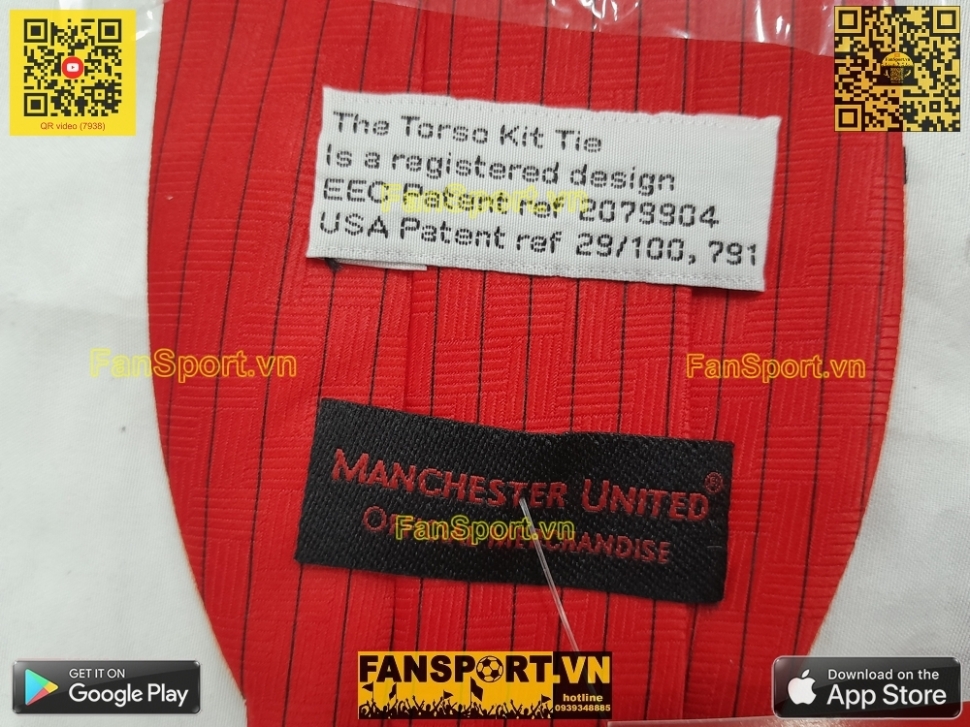 QR video (7938)
The Torso Kit Tie
Is a registered design
EEC Patent ref 2079904
USA Patent ref 29/100, 791
FanSport.vn
FanSport.vn
FanSport.vn
MANCHESTER UNITED®
OFFICIAL MERCHANDISE
FanSport.vn
GET IT ON
Google Play
FANSPORT.VN
hotline
0939348885
Download on the
App Store